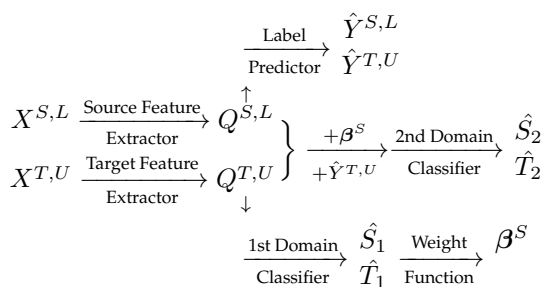 Label Ŷ^{S,L}
Predictor Ŷ^{T,U}
↑
X^{S,L} Source Feature Extractor Q^{S,L}
+β^S 2nd Domain Ŝ_2
X^{T,U} Target Feature Extractor Q^{T,U}
+Ŷ^{T,U} Classifier T̂_2
↓
1st Domain Ŝ_1 Weight β^S
Classifier T̂_1 Function